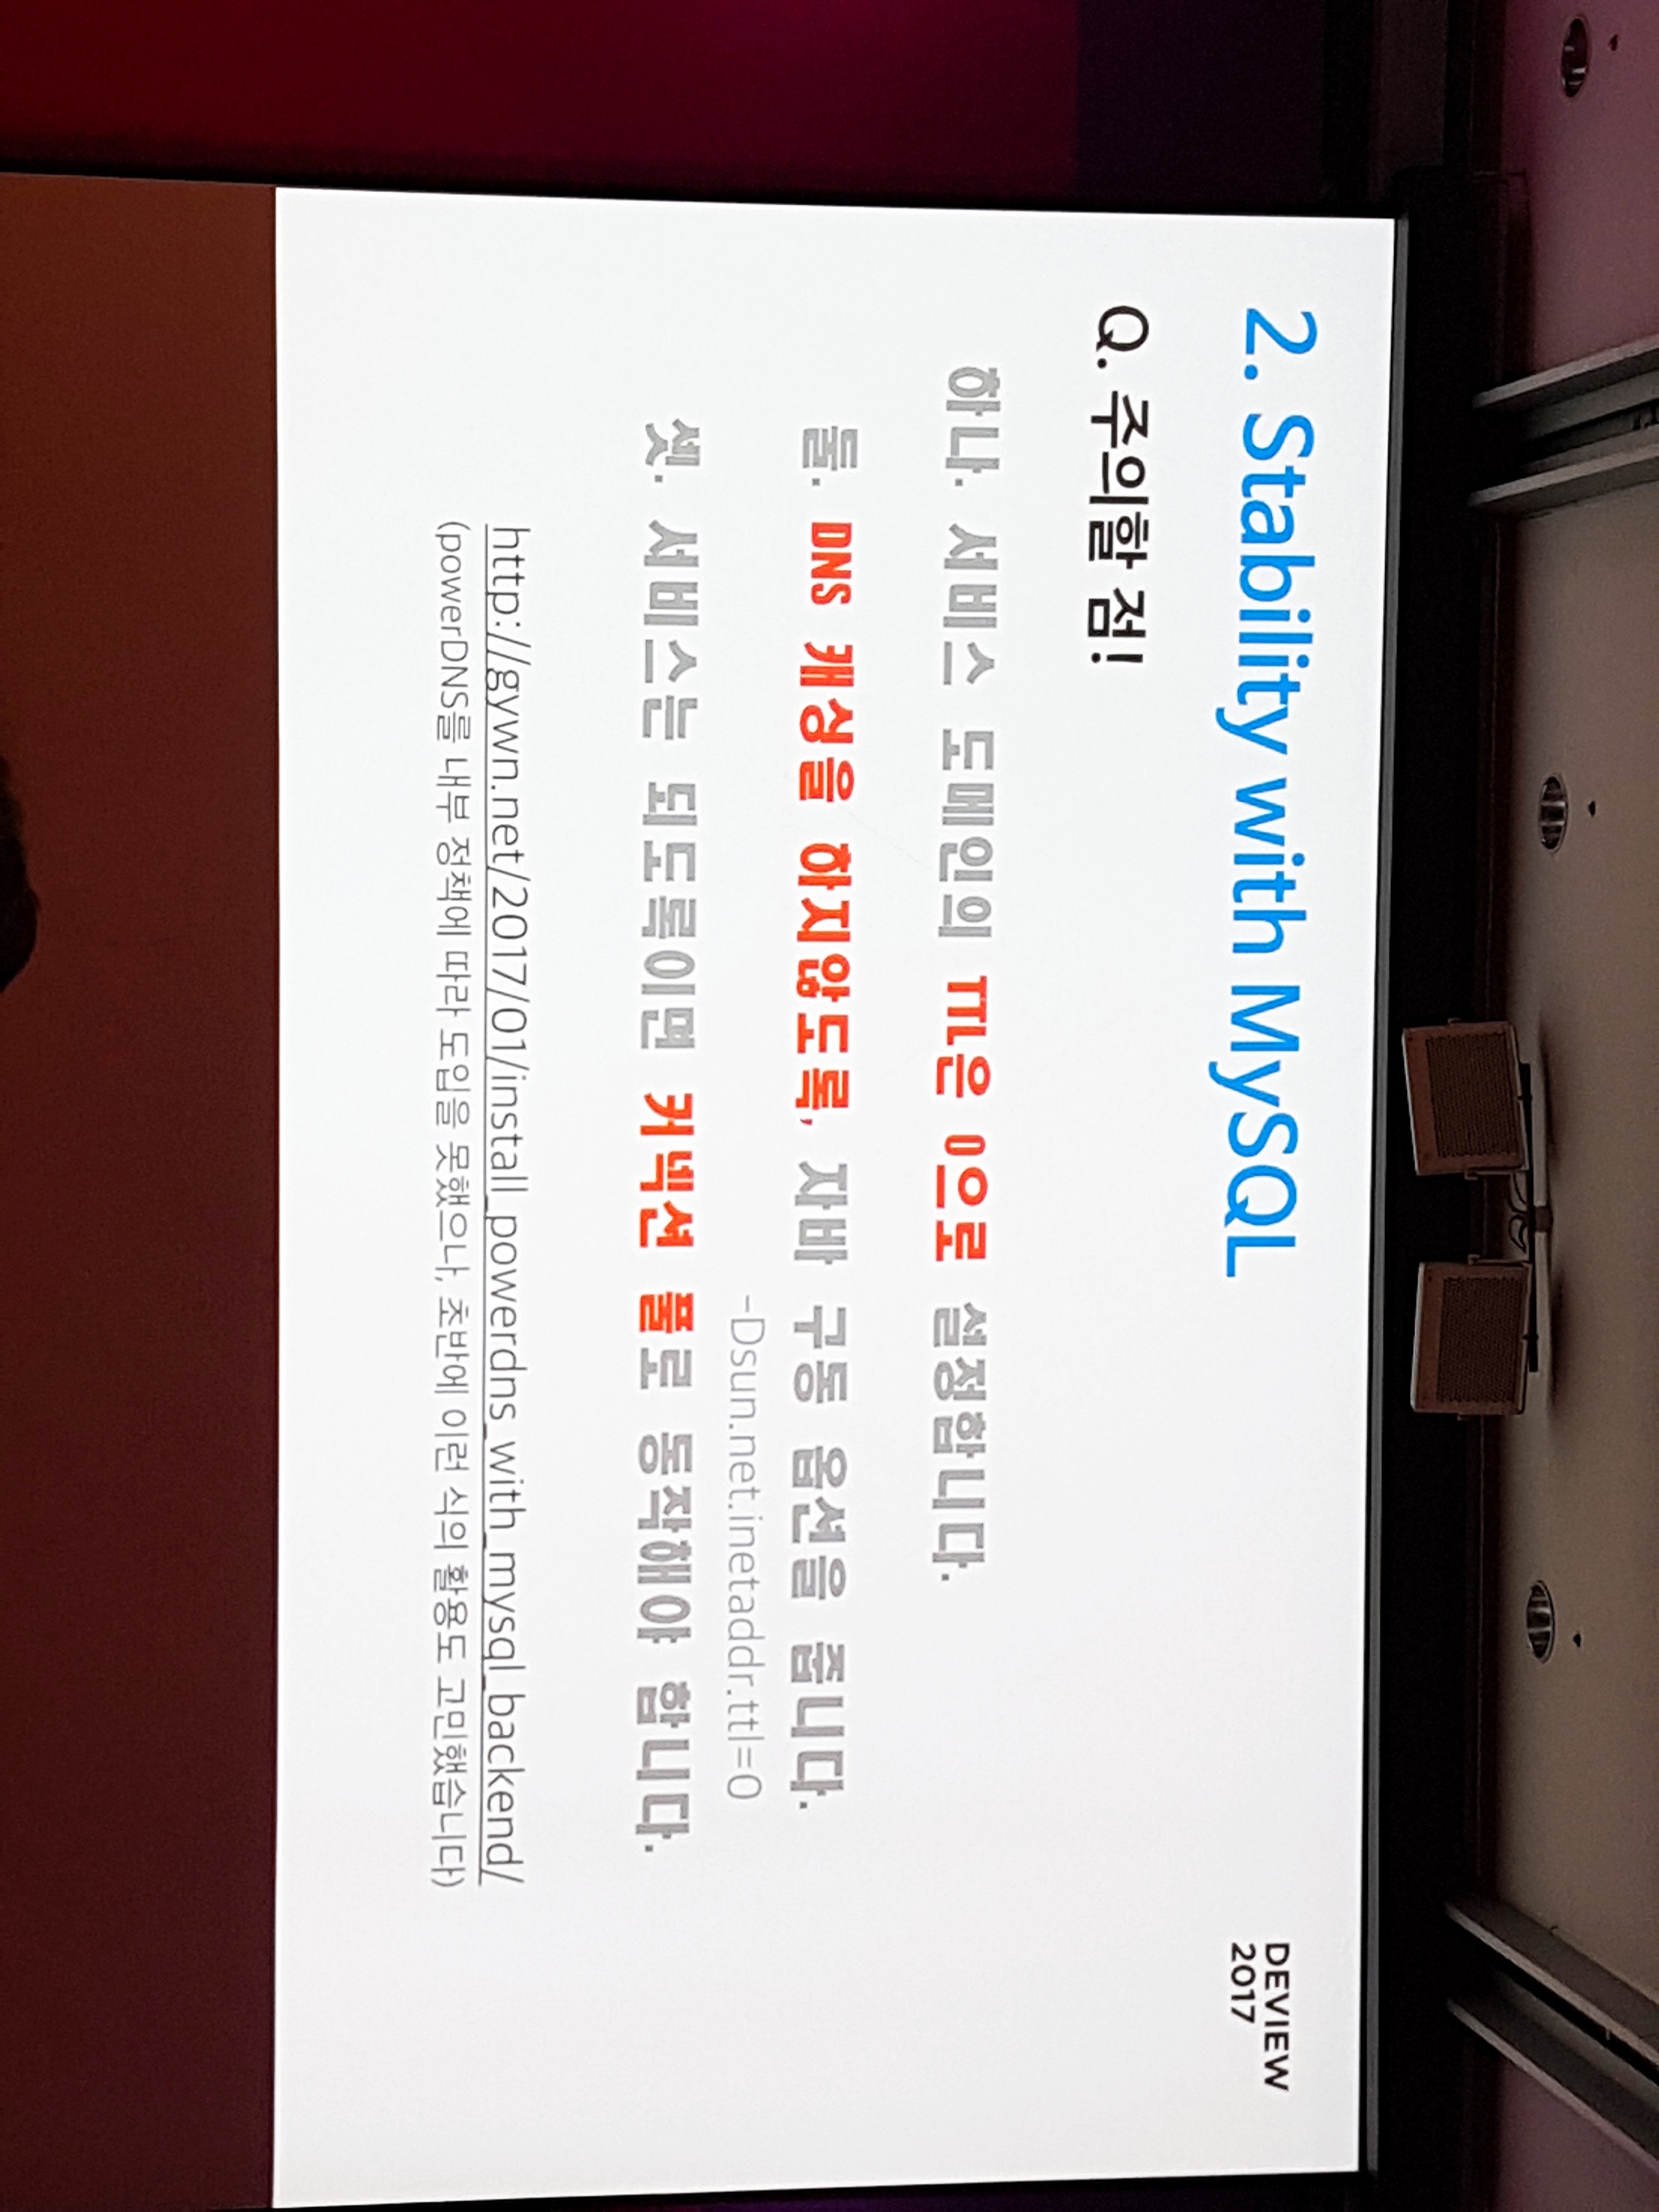 2. Stability with MySQL
DEVIEW
2017
Q. 주의할 점!
하나. 서비스 도메인의 TTL은 0으로 설정합니다.
둘. DNS 캐싱을 하지않도록, 자바 구동 옵션을 줍니다.
-Dsun.net.inetaddr.ttl=0
셋. 서비스는 되도록이면 커넥션 풀로 동작해야 합니다.
http://gywn.net/2017/01/install_powerdns_with_mysql_backend/
(powerDNS를 내부 정책에 따라 도입을 못했으나, 초반에 이런 식의 활용도 고민했습니다)